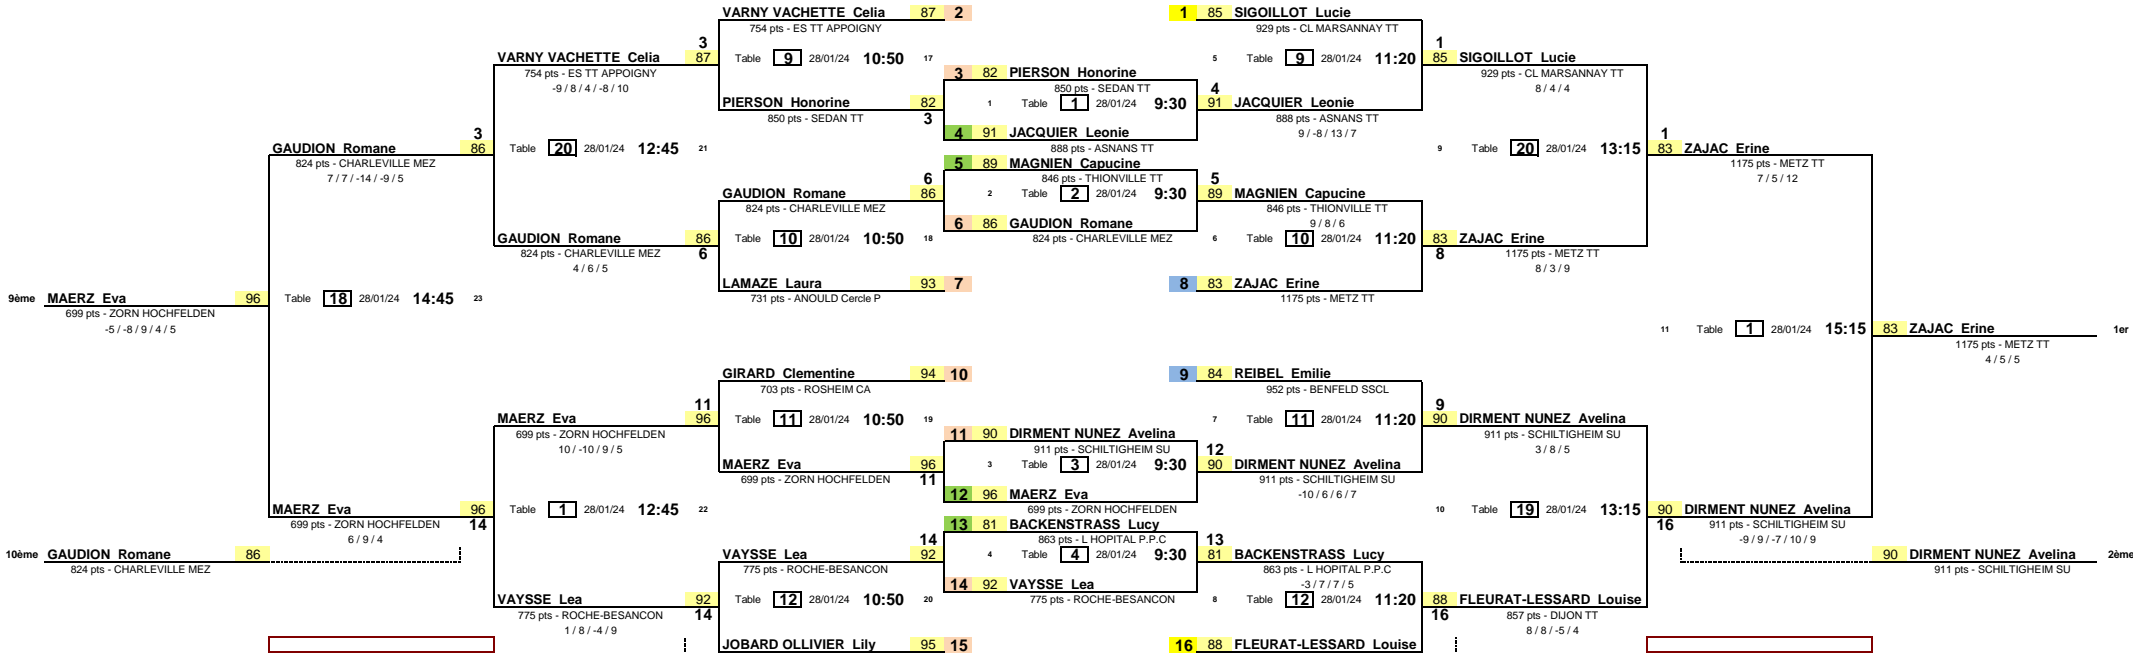 VARNY VACHETTE Celia 87 2 1 85 SIGOILLOT Lucie
754 pts - ES TT APPOIGNY 929 pts - CL MARSANNAY TT
3 1
VARNY VACHETTE Celia 87 Table 9 28/01/24 10:50 17 5 Table 9 28/01/24 11:20 85 SIGOILLOT Lucie
754 pts - ES TT APPOIGNY 3 82 PIERSON Honorine 929 pts - CL MARSANNAY TT
-9 / 8 / 4 / -8 / 10 850 pts - SEDAN TT 4 8 / 4 / 4
PIERSON Honorine 82 1 Table 1 28/01/24 9:30 91 JACQUIER Leonie
850 pts - SEDAN TT 3 888 pts - ASNANS TT
3 4 91 JACQUIER Leonie 9 / -8 / 13 / 7 1
GAUDION Romane 86 Table 20 28/01/24 12:45 21 888 pts - ASNANS TT 9 Table 20 28/01/24 13:15 83 ZAJAC Erine
824 pts - CHARLEVILLE MEZ 5 89 MAGNIEN Capucine 1175 pts - METZ TT
7 / 7 / -14 / -9 / 5 6 846 pts - THIONVILLE TT 5 7 / 5 / 12
GAUDION Romane 86 2 Table 2 28/01/24 9:30 89 MAGNIEN Capucine
824 pts - CHARLEVILLE MEZ 846 pts - THIONVILLE TT
6 86 GAUDION Romane 9 / 8 / 6
GAUDION Romane 86 Table 10 28/01/24 10:50 18 824 pts - CHARLEVILLE MEZ 6 Table 10 28/01/24 11:20 83 ZAJAC Erine
824 pts - CHARLEVILLE MEZ 6 8 1175 pts - METZ TT
4 / 6 / 5 8 / 3 / 9
LAMAZE Laura 93 7 8 83 ZAJAC Erine
9ème MAERZ Eva 96 Table 18 28/01/24 14:45 23 731 pts - ANOULD Cercle P 1175 pts - METZ TT
699 pts - ZORN HOCHFELDEN
-5 / -8 / 9 / 4 / 5 11 Table 1 28/01/24 15:15 83 ZAJAC Erine 1er
1175 pts - METZ TT
4 / 5 / 5
GIRARD Clementine 94 10 9 84 REIBEL Emilie
703 pts - ROSHEIM CA 952 pts - BENFELD SSCL
11 9
MAERZ Eva 96 Table 11 28/01/24 10:50 19 7 Table 11 28/01/24 11:20 90 DIRMENT NUNEZ Avelina
699 pts - ZORN HOCHFELDEN 11 90 DIRMENT NUNEZ Avelina 911 pts - SCHILTIGHEIM SU
10 / -10 / 9 / 5 911 pts - SCHILTIGHEIM SU 12 3 / 8 / 5
MAERZ Eva 96 3 Table 3 28/01/24 9:30 90 DIRMENT NUNEZ Avelina
699 pts - ZORN HOCHFELDEN 11 911 pts - SCHILTIGHEIM SU
12 96 MAERZ Eva -10 / 6 / 6 / 7
MAERZ Eva 96 Table 1 28/01/24 12:45 22 699 pts - ZORN HOCHFELDEN 10 Table 19 28/01/24 13:15 90 DIRMENT NUNEZ Avelina
699 pts - ZORN HOCHFELDEN 14 13 81 BACKENSTRASS Lucy 16 911 pts - SCHILTIGHEIM SU
6 / 9 / 4 14 863 pts - L HOPITAL P.P.C 13 -9 / 9 / -7 / 10 / 9
10ème GAUDION Romane 86 VAYSSE Lea 92 4 Table 4 28/01/24 9:30 81 BACKENSTRASS Lucy 90 DIRMENT NUNEZ Avelina 2ème
824 pts - CHARLEVILLE MEZ 775 pts - ROCHE-BESANCON 863 pts - L HOPITAL P.P.C 911 pts - SCHILTIGHEIM SU
14 92 VAYSSE Lea -3 / 7 / 7 / 5
VAYSSE Lea 92 Table 12 28/01/24 10:50 20 775 pts - ROCHE-BESANCON 8 Table 12 28/01/24 11:20 88 FLEURAT-LESSARD Louise
775 pts - ROCHE-BESANCON 14 16 857 pts - DIJON TT
1 / 8 / -4 / 9 8 / 8 / -5 / 4
JOBARD OLLIVIER Lily 95 15 16 88 FLEURAT-LESSARD Louise